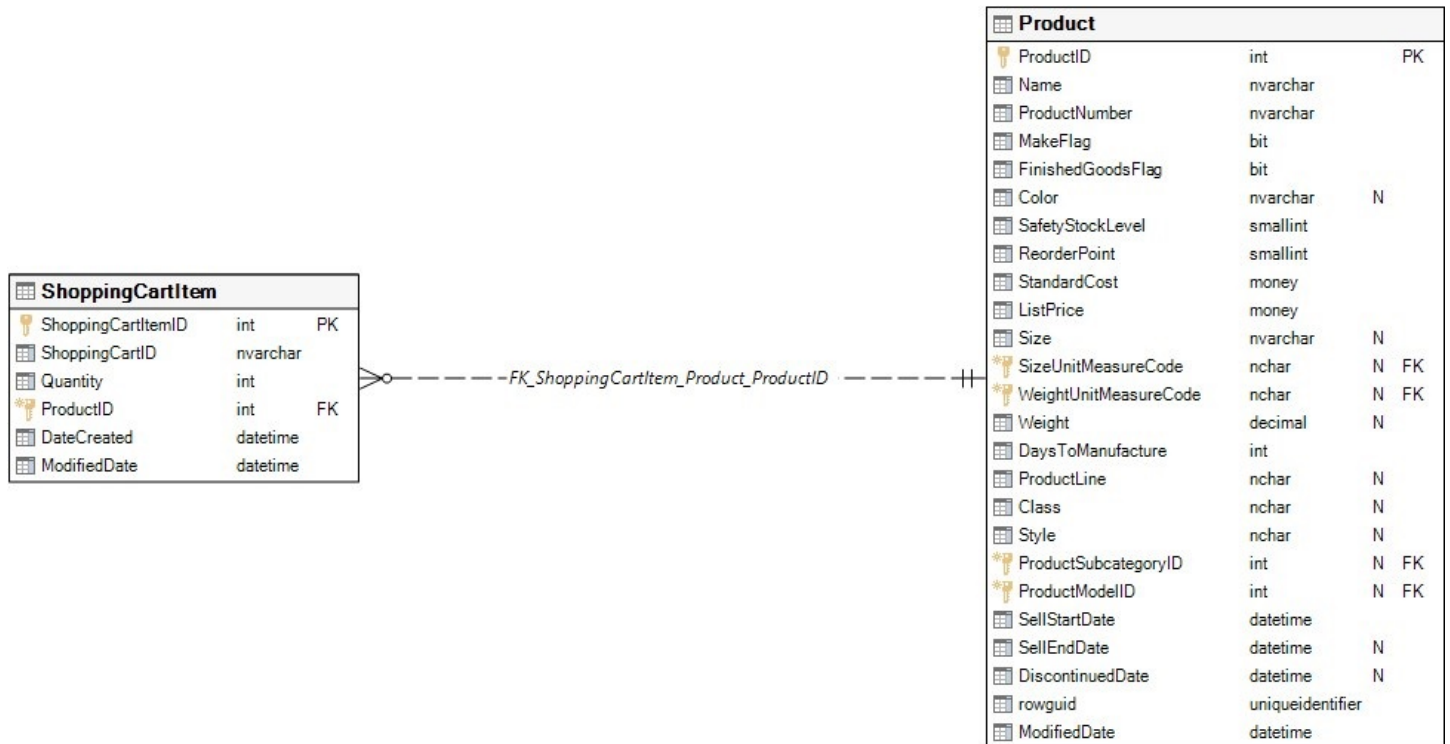 Product
ProductID int PK
Name nvarchar
ProductNumber nvarchar
MakeFlag bit
FinishedGoodsFlag bit
Color nvarchar N
SafetyStockLevel smallint
ReorderPoint smallint
StandardCost money
ListPrice money
Size nvarchar N
SizeUnitMeasureCode nchar N FK
WeightUnitMeasureCode nchar N FK
Weight decimal N
DaysToManufacture int
ProductLine nchar N
Class nchar N
Style nchar N
ProductSubcategoryID int N FK
ProductModelID int N FK
SellStartDate datetime
SellEndDate datetime N
DiscontinuedDate datetime N
rowguid uniqueidentifier
ModifiedDate datetime
ShoppingCartItem
ShoppingCartItemID int PK
ShoppingCartID nvarchar
Quantity int
ProductID int FK
DateCreated datetime
ModifiedDate datetime
FK_ShoppingCartItem_Product_ProductID